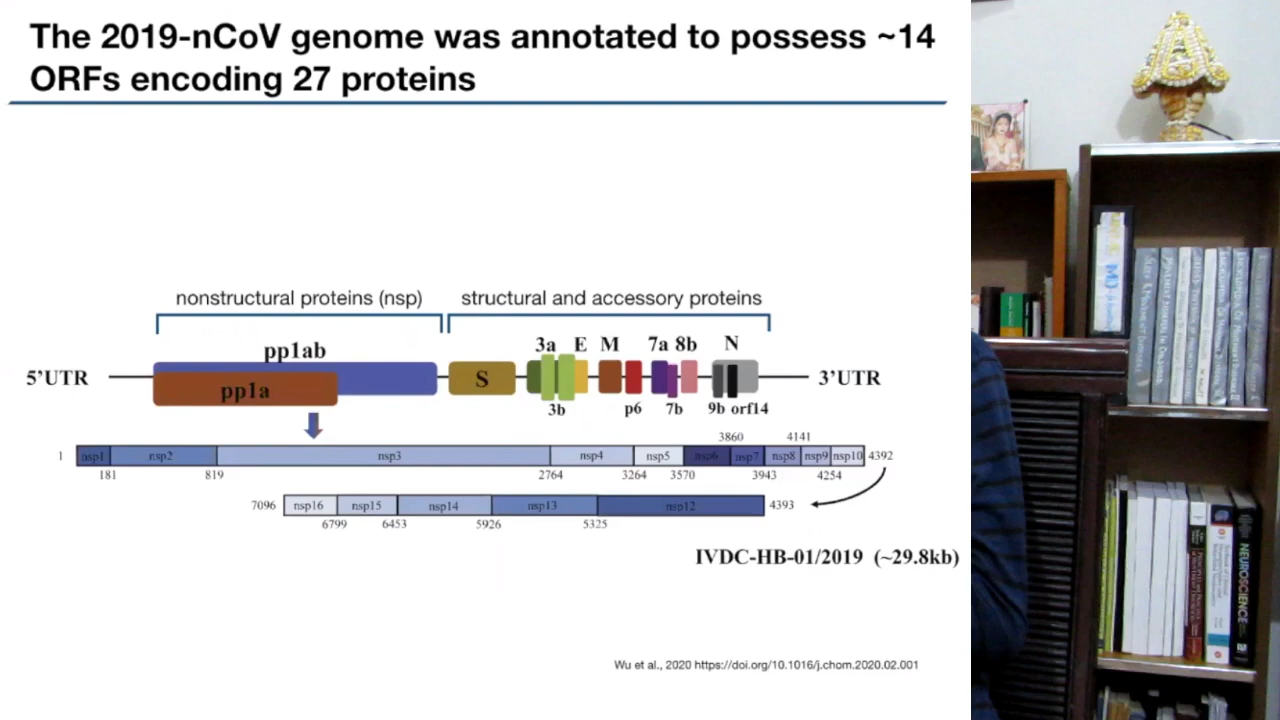 The 2019-nCoV genome was annotated to possess ~14
ORFs encoding 27 proteins
nonstructural proteins (nsp)
structural and accessory proteins
3a E M 7a 8b N
pp1ab
5’UTR
pp1a
S
3’UTR
3b p6 7b 9b orf14
3860 4141
1 nsp1 nsp2 nsp3 nsp4 nsp5 nsp6 nsp7 nsp8 nsp9 nsp10 4392
181 819 2764 3264 3570 3943 4254
7096 nsp16 nsp15 nsp14 nsp13 nsp12 4393
6799 6453 5926 5325
IVDC-HB-01/2019 (~29.8kb)
Wu et al., 2020 https://doi.org/10.1016/j.chom.2020.02.001
NEUROSCIENCE